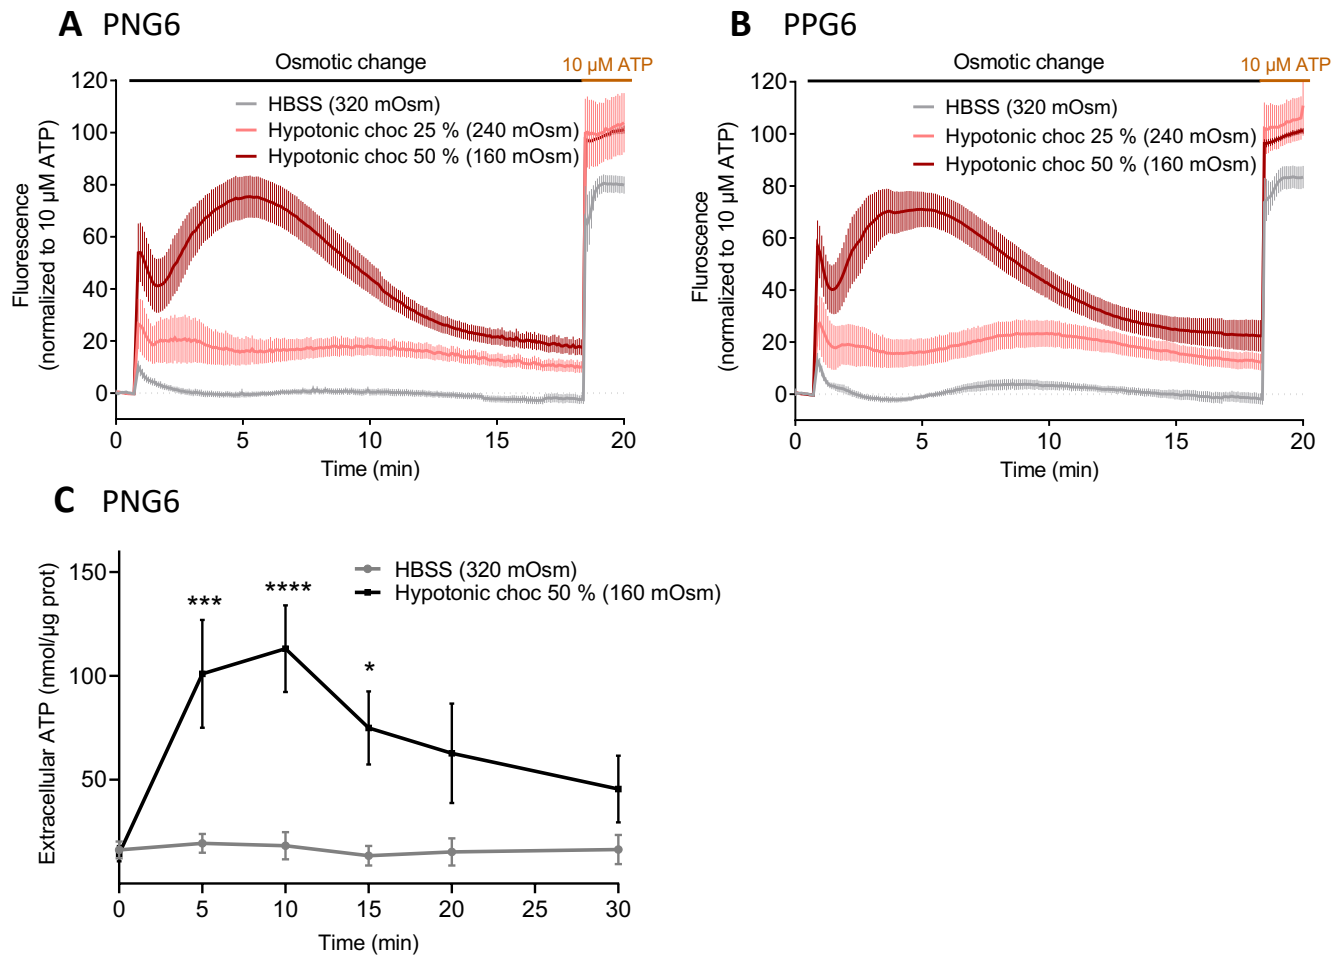 A PNG6
Osmotic change
10 µM ATP
HBSS (320 mOsm)
Hypotonic choc 25 % (240 mOsm)
Hypotonic choc 50 % (160 mOsm)
Fluorescence
(normalized to 10 µM ATP)
120
100
80
60
40
20
0
0 5 10 15 20
Time (min)
B PPG6
Osmotic change
10 µM ATP
HBSS (320 mOsm)
Hypotonic choc 25 % (240 mOsm)
Hypotonic choc 50 % (160 mOsm)
Fluroscence
(normalized to 10 µM ATP)
120
100
80
60
40
20
0
0 5 10 15 20
Time (min)
C PNG6
HBSS (320 mOsm)
Hypotonic choc 50 % (160 mOsm)
Extracellular ATP (nmol/µg prot)
150
100
50
*** **** *
0 5 10 15 20 25 30
Time (min)